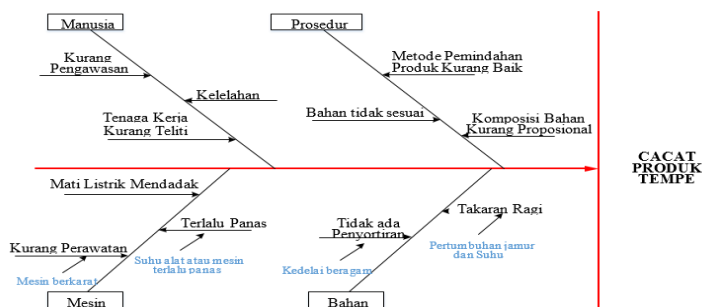 Manusia
Prosedur
Kurang
Pengawasan
Kelelahan
Tenaga Kerja
Kurang Teliti
Metode Pemindahan
Produk Kurang Baik
Bahan tidak sesuai
Komposisi Bahan
Kurang Proposional
CACAT
PRODUK
TEMPE
Mati Listrik Mendadak
Terlalu Panas
Suhu alat atau mesin
terlalu panas
Kurang Perawatan
Mesin berkarat
Mesin
Takaran Ragi
Pertumbuhan jamur
dan Suhu
Tidak ada
Penyortiran
Kedelai beragam
Bahan